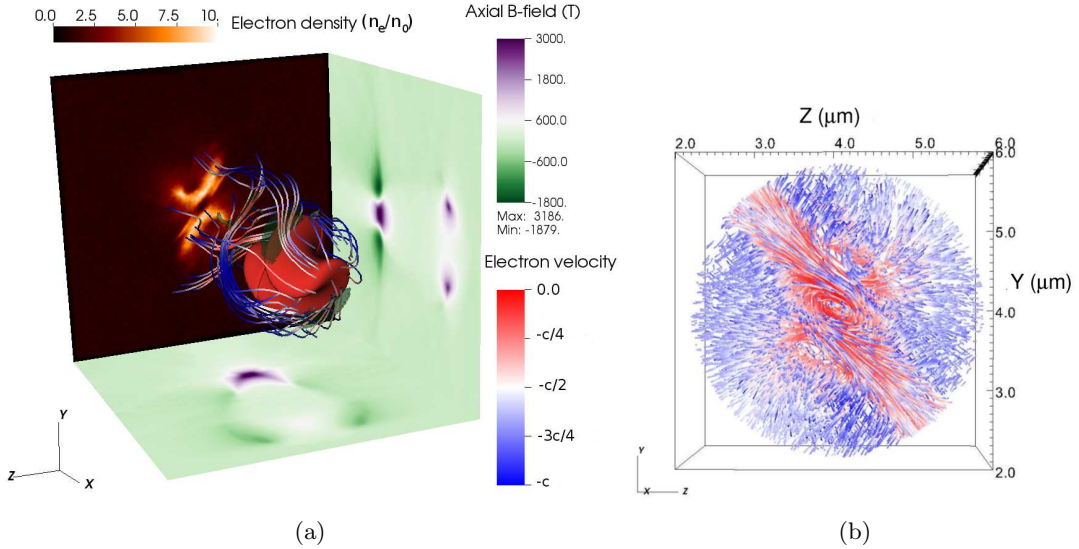 0.0 2.5 5.0 7.5 10. Electron density (n_e/n_0)
Axial B-field (T)
3000.
1800.
600.0
-600.0
-1800.
Max: 3186.
Min: -1879.
Electron velocity
0.0
-c/4
-c/2
-3c/4
-c
Y
Z
X
(a)
Z (μm)
2.0 3.0 4.0 5.0 6.0
6.0
5.0
Y (μm)
4.0
3.0
2.0
Y
X Z
(b)